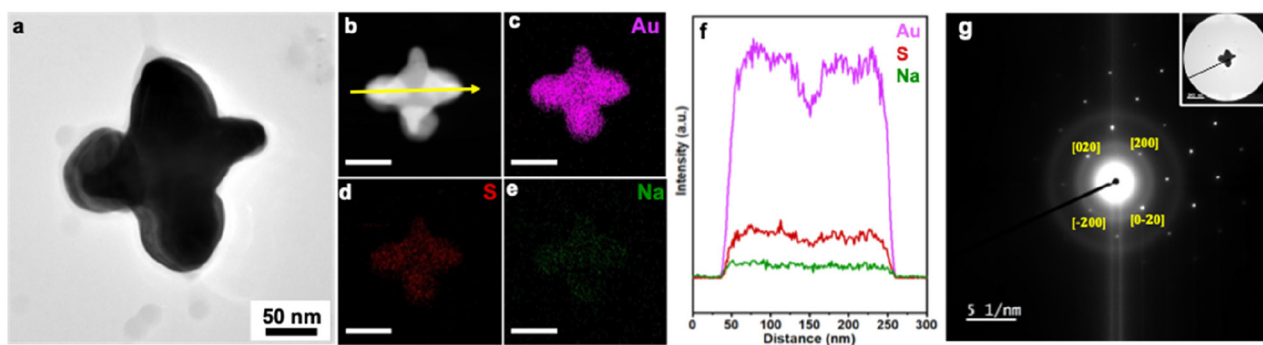 a
50 nm
b
c
Au
d
S
e
Na
f
Au
S
Na
Intensity (a.u.)
0 50 100 150 200 250 300
Distance (nm)
g
[020]
[200]
[-200]
[0-20]
5 1/nm